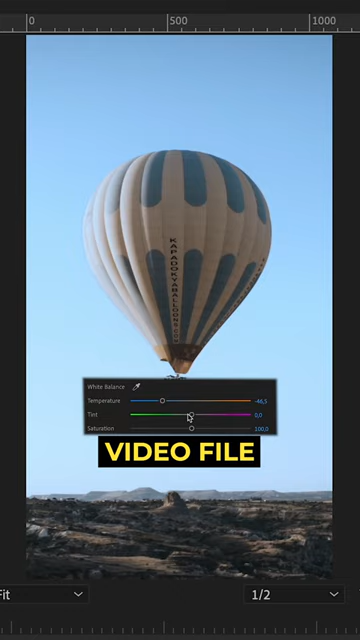 0 500 1000
KAPADOKYABALLOONS.COM
White Balance
Temperature -46,5
Tint 0,0
Saturation 100,0
VIDEO FILE
Fit 1/2